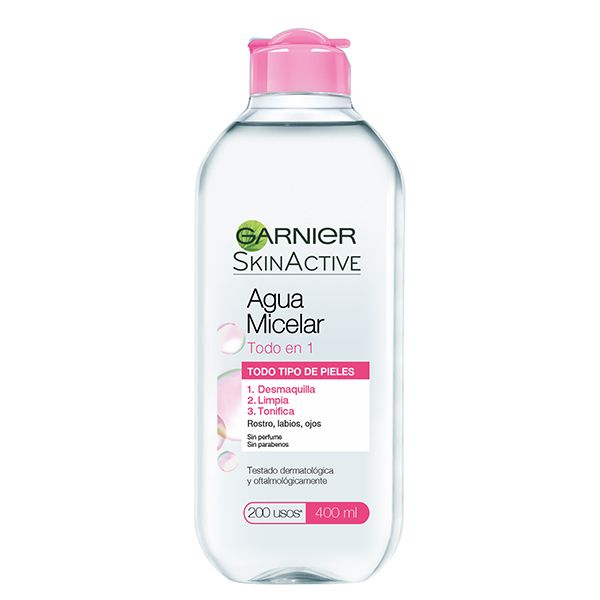 GARNIER
SKINACTIVE
Agua
Micelar
Todo en 1
TODO TIPO DE PIELES
1. Desmaquilla
2. Limpia
3. Tonifica
Rostro, labios, ojos
Sin perfume
Sin parabenos
Testado dermatológica
y oftalmológicamente
200 usos* 400 ml